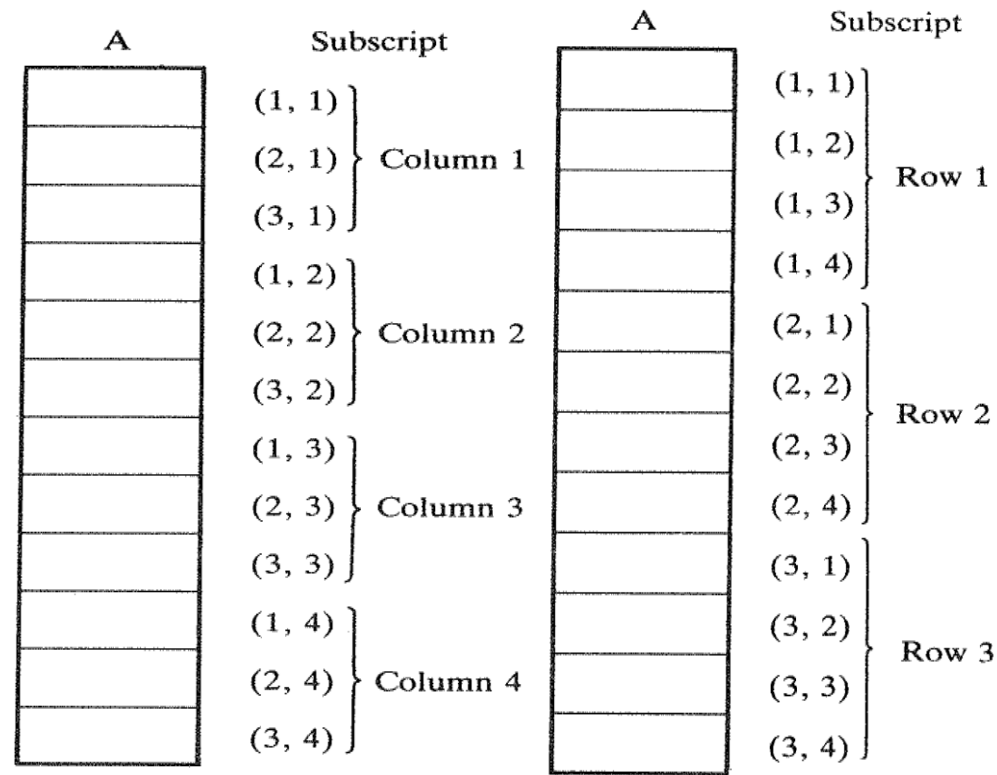 A Subscript
(1, 1)
(2, 1) Column 1
(3, 1)
(1, 2)
(2, 2) Column 2
(3, 2)
(1, 3)
(2, 3) Column 3
(3, 3)
(1, 4)
(2, 4) Column 4
(3, 4)
A Subscript
(1, 1)
(1, 2)
Row 1
(1, 3)
(1, 4)
(2, 1)
(2, 2)
Row 2
(2, 3)
(2, 4)
(3, 1)
(3, 2)
Row 3
(3, 3)
(3, 4)